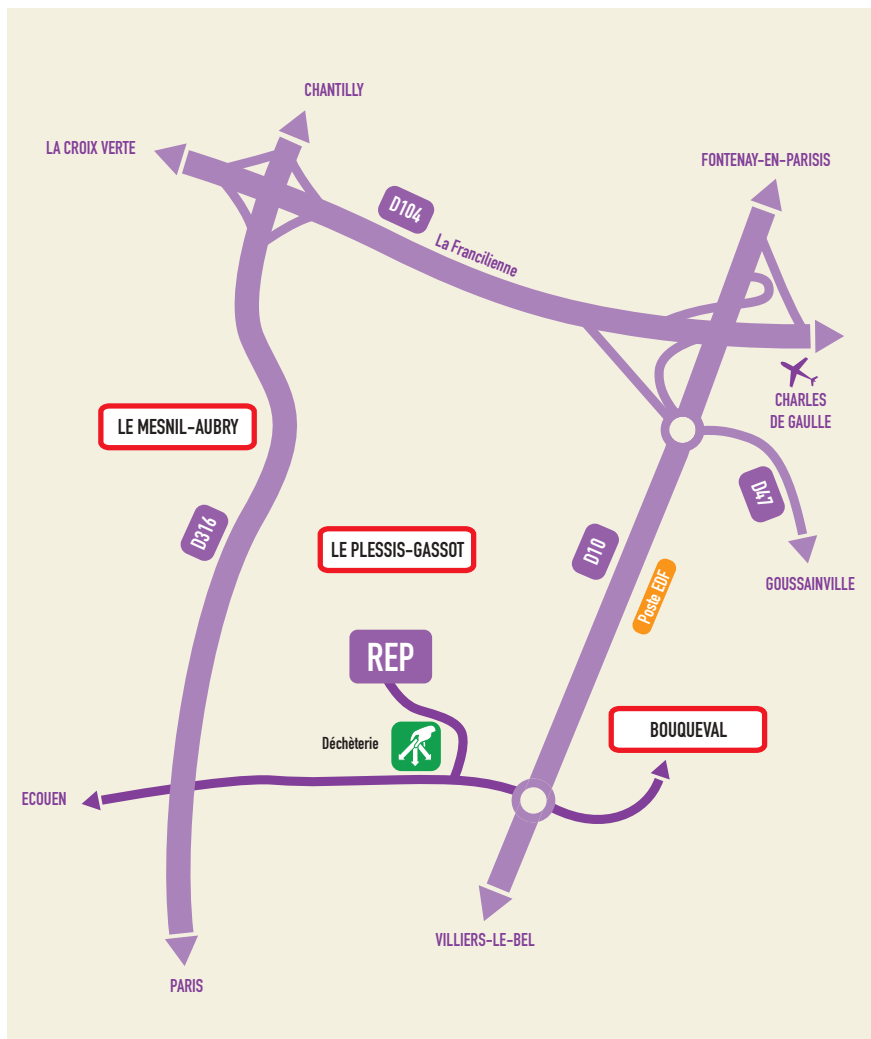 CHANTILLY
LA CROIX VERTE
FONTENAY-EN-PARISIS
D104
La Francilienne
CHARLES
DE GAULLE
LE MESNIL-AUBRY
D47
D316
D10
LE PLESSIS-GASSOT
GOUSSAINVILLE
Poste EDF
REP
BOUQUEVAL
Déchèterie
ECOUEN
VILLIERS-LE-BEL
PARIS